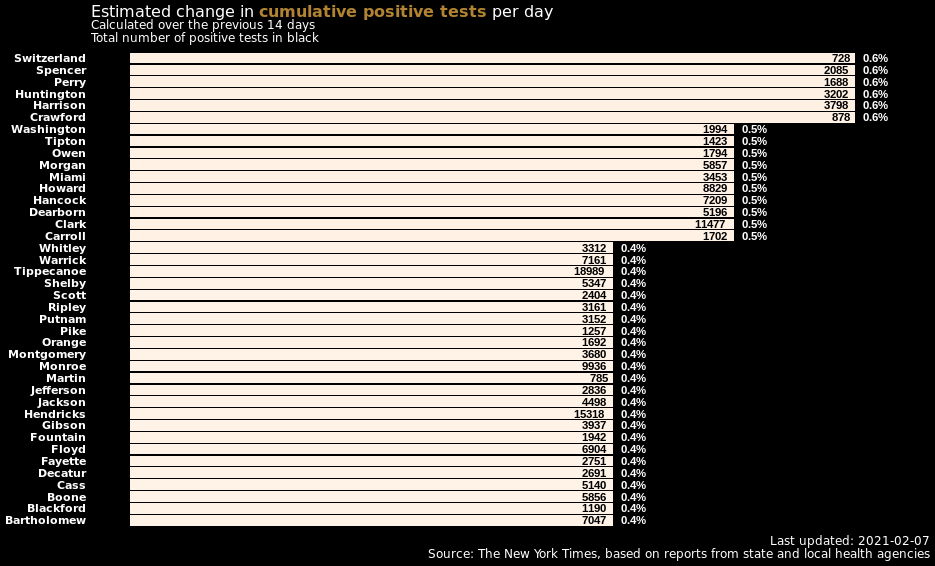 Estimated change in cumulative positive tests per day
Calculated over the previous 14 days
Total number of positive tests in black
Switzerland 728 0.6%
Spencer 2085 0.6%
Perry 1688 0.6%
Huntington 3202 0.6%
Harrison 3798 0.6%
Crawford 878 0.6%
Washington 1994 0.5%
Tipton 1423 0.5%
Owen 1794 0.5%
Morgan 5857 0.5%
Miami 3453 0.5%
Howard 8829 0.5%
Hancock 7209 0.5%
Dearborn 5196 0.5%
Clark 11477 0.5%
Carroll 1702 0.5%
Whitley 3312 0.4%
Warrick 7161 0.4%
Tippecanoe 18989 0.4%
Shelby 5347 0.4%
Scott 2404 0.4%
Ripley 3161 0.4%
Putnam 3152 0.4%
Pike 1257 0.4%
Orange 1692 0.4%
Montgomery 3680 0.4%
Monroe 9936 0.4%
Martin 785 0.4%
Jefferson 2836 0.4%
Jackson 4498 0.4%
Hendricks 15318 0.4%
Gibson 3937 0.4%
Fountain 1942 0.4%
Floyd 6904 0.4%
Fayette 2751 0.4%
Decatur 2691 0.4%
Cass 5140 0.4%
Boone 5856 0.4%
Blackford 1190 0.4%
Bartholomew 7047 0.4%
Last updated: 2021-02-07
Source: The New York Times, based on reports from state and local health agencies